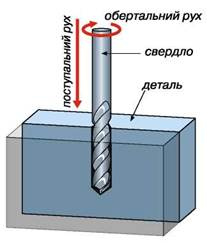 обертальний рух
поступальний рух
свердло
деталь